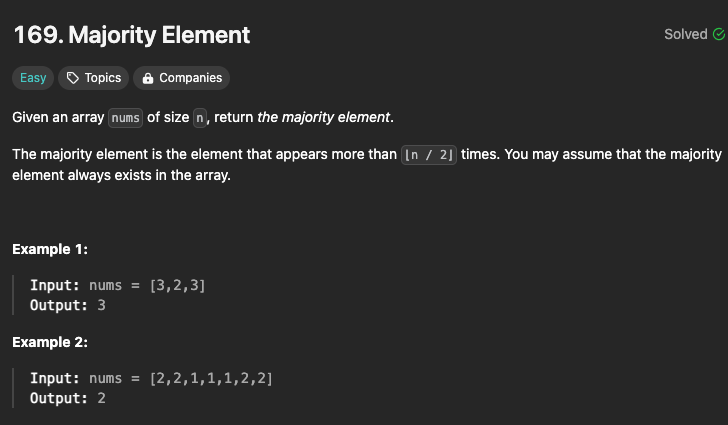 169. Majority Element
Solved
Easy Topics Companies
Given an array nums of size n, return the majority element.
The majority element is the element that appears more than ⌊n / 2⌋ times. You may assume that the majority
element always exists in the array.
Example 1:
Input: nums = [3,2,3]
Output: 3
Example 2:
Input: nums = [2,2,1,1,1,2,2]
Output: 2